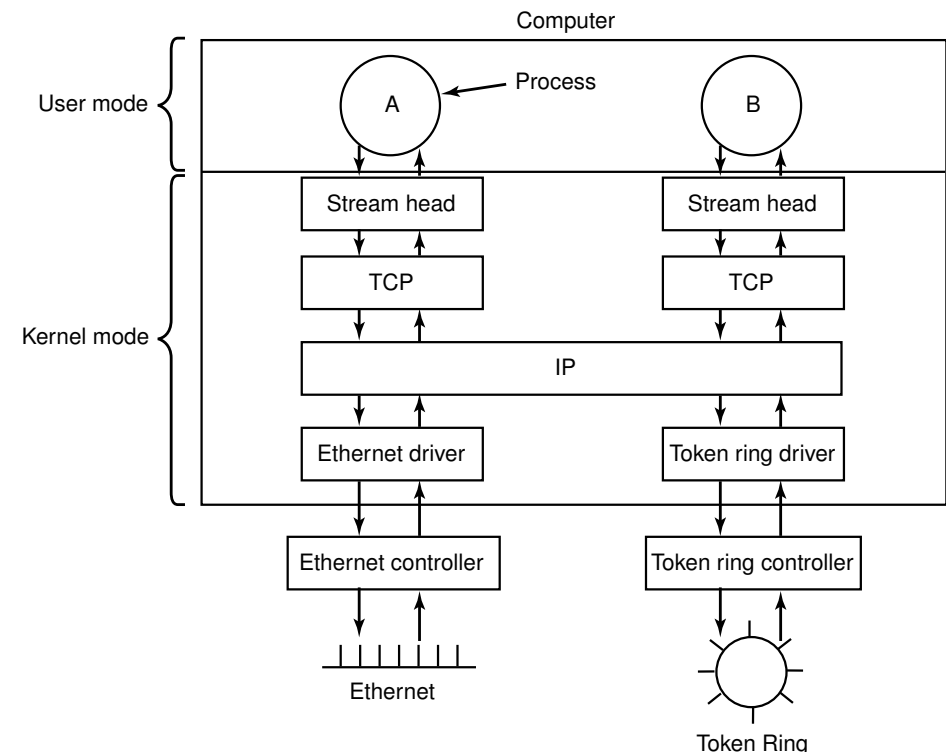 Computer
User mode
A
Process
B
Stream head
Stream head
TCP
TCP
Kernel mode
IP
Ethernet driver
Token ring driver
Ethernet controller
Token ring controller
Ethernet
Token Ring